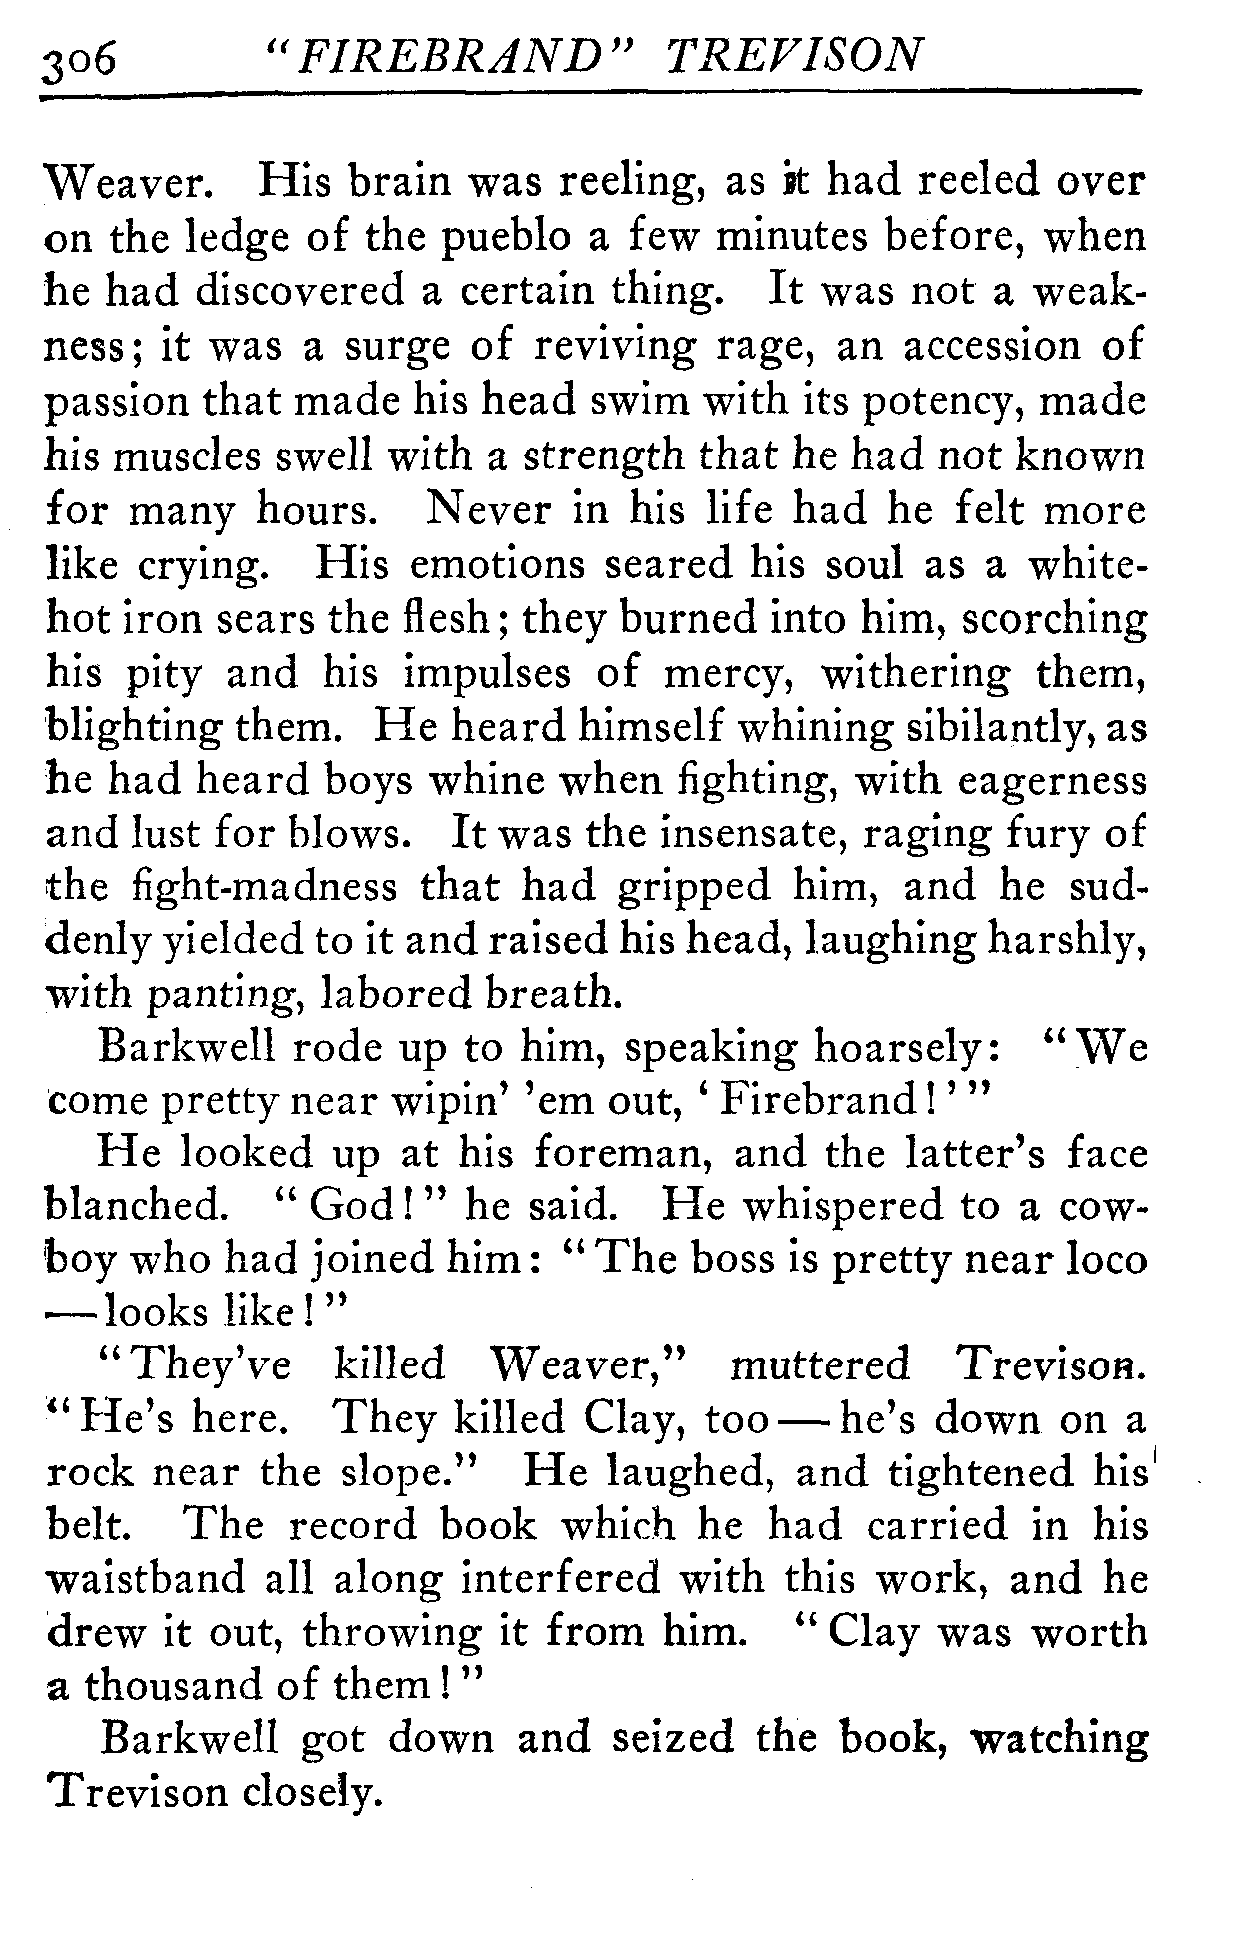 306 "FIREBRAND" TREVISON
Weaver. His brain was reeling, as it had reeled over
on the ledge of the pueblo a few minutes before, when
he had discovered a certain thing. It was not a weak-
ness; it was a surge of reviving rage, an accession of
passion that made his head swim with its potency, made
his muscles swell with a strength that he had not known
for many hours. Never in his life had he felt more
like crying. His emotions seared his soul as a white-
hot iron sears the flesh; they burned into him, scorching
his pity and his impulses of mercy, withering them,
blighting them. He heard himself whining sibilantly, as
he had heard boys whine when fighting, with eagerness
and lust for blows. It was the insensate, raging fury of
the fight-madness that had gripped him, and he sud-
denly yielded to it and raised his head, laughing harshly,
with panting, labored breath.
Barkwell rode up to him, speaking hoarsely: "We
come pretty near wipin' 'em out, 'Firebrand!'"
He looked up at his foreman, and the latter's face
blanched. "God!" he said. He whispered to a cow-
boy who had joined him: "The boss is pretty near loco
—looks like!"
"They've killed Weaver," muttered Trevison.
"He's here. They killed Clay, too — he's down on a
rock near the slope." He laughed, and tightened his
belt. The record book which he had carried in his
waistband all along interfered with this work, and he
drew it out, throwing it from him. "Clay was worth
a thousand of them!"
Barkwell got down and seized the book, watching
Trevison closely.